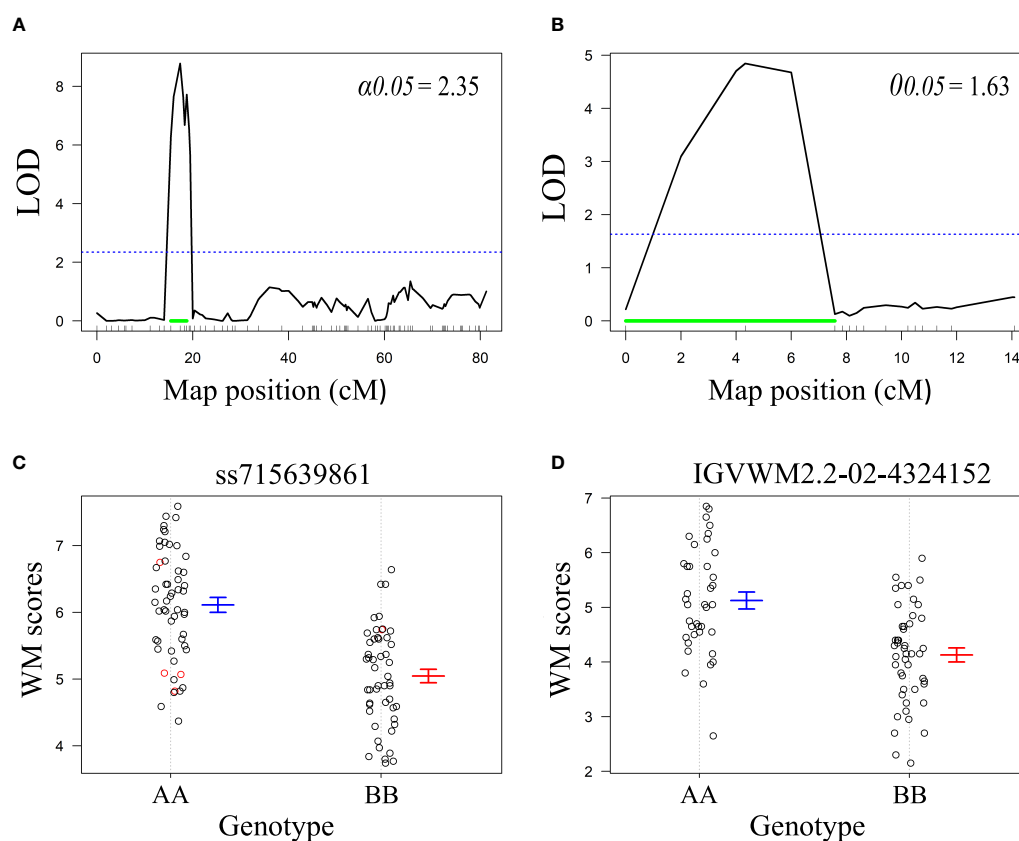 A
B
α0.05 = 2.35
θ0.05 = 1.63
LOD
LOD
8
6
4
2
0
5
4
3
2
1
0
0 20 40 60 80
0 2 4 6 8 10 12 14
Map position (cM)
Map position (cM)
C
D
ss715639861
IGVWM2.2-02-4324152
WM scores
WM scores
7
6
5
4
7
6
5
4
3
2
AA BB
AA BB
Genotype
Genotype